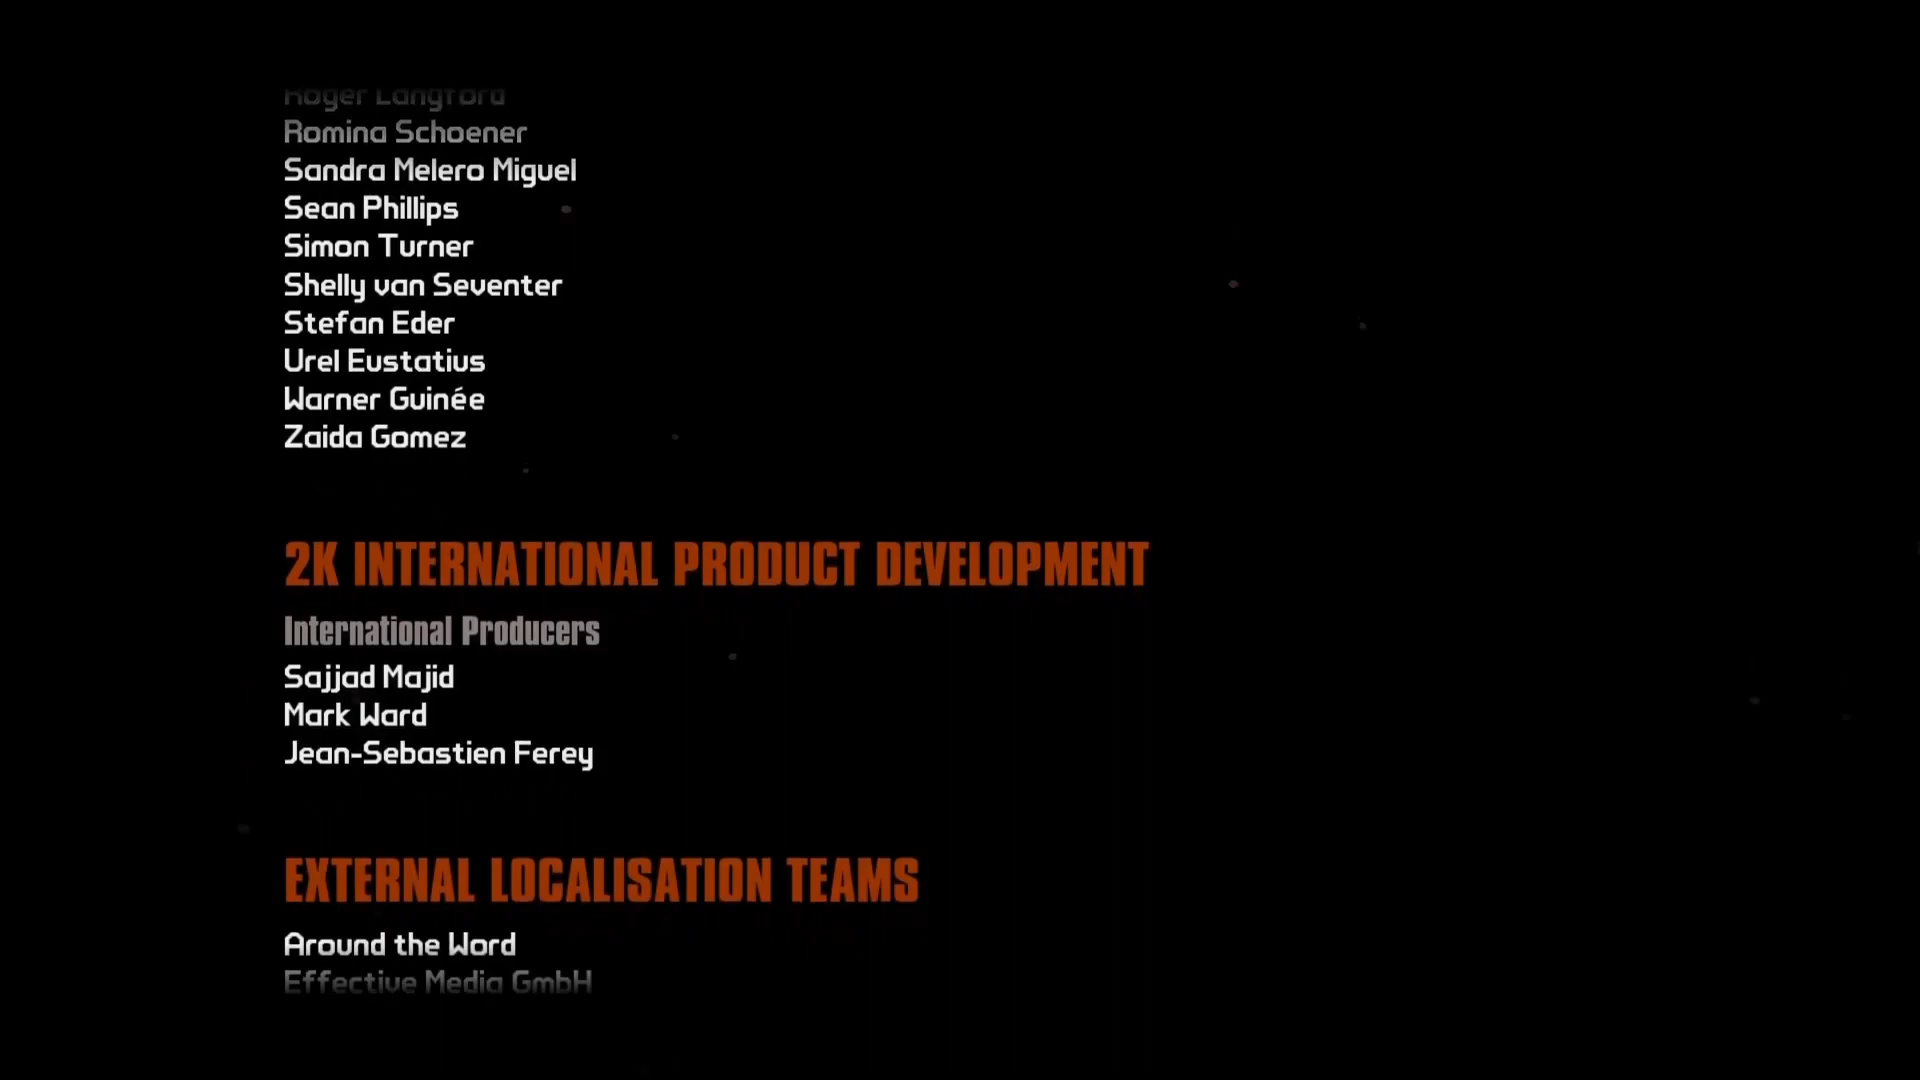 Roger Langford
Romina Schoener
Sandra Melero Miguel
Sean Phillips
Simon Turner
Shelly van Seventer
Stefan Eder
Urel Eustatius
Warner Guinée
Zaida Gomez
2K INTERNATIONAL PRODUCT DEVELOPMENT
International Producers
Sajjad Majid
Mark Ward
Jean-Sebastien Ferey
EXTERNAL LOCALISATION TEAMS
Around the Word
Effective Media GmbH